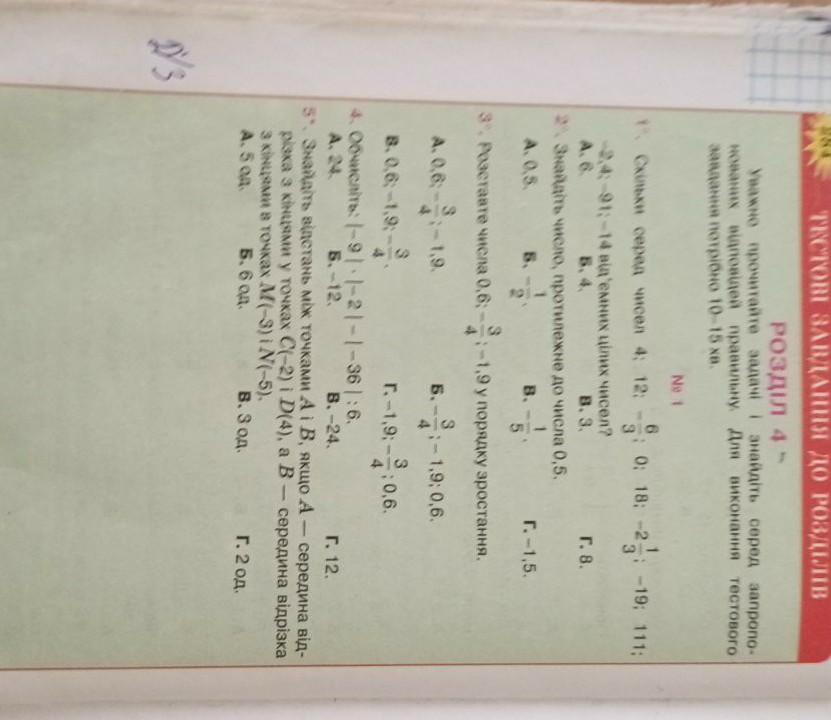 ТЕСТОВІ ЗАВДАННЯ ДО РОЗДІЛІВ
РОЗДІЛ 4
Уважно прочитайте задачі і знайдіть серед запропо-
нованих відповідей правильну. Для виконання тестового
завдання потрібно 10–15 хв.
№ 1
1°. Скільки серед чисел 4; 12; −6/3; 0; 18; −2 1/3; −19; 111;
−2,4; −91; −14 від'ємних цілих чисел?
А. 6. Б. 4. В. 3. Г. 8.
2°. Знайдіть число, протилежне до числа 0,5.
А. 0,5. Б. −1/2. В. −1/5. Г. −1,5.
3°. Розставте числа 0,6; −3/4; −1,9 у порядку зростання.
А. 0,6; −3/4; −1,9. Б. −3/4; −1,9; 0,6.
В. 0,6; −1,9; −3/4. Г. −1,9; −3/4; 0,6.
4. Обчисліть: |−9| · |−2| − |−36| : 6.
А. 24. Б. −12. В. −24. Г. 12.
5*. Знайдіть відстань між точками A і B, якщо A — середина від-
різка з кінцями у точках C(−2) і D(4), а B — середина відрізка
з кінцями в точках M(−3) і N(−5).
А. 5 од. Б. 6 од. В. 3 од. Г. 2 од.